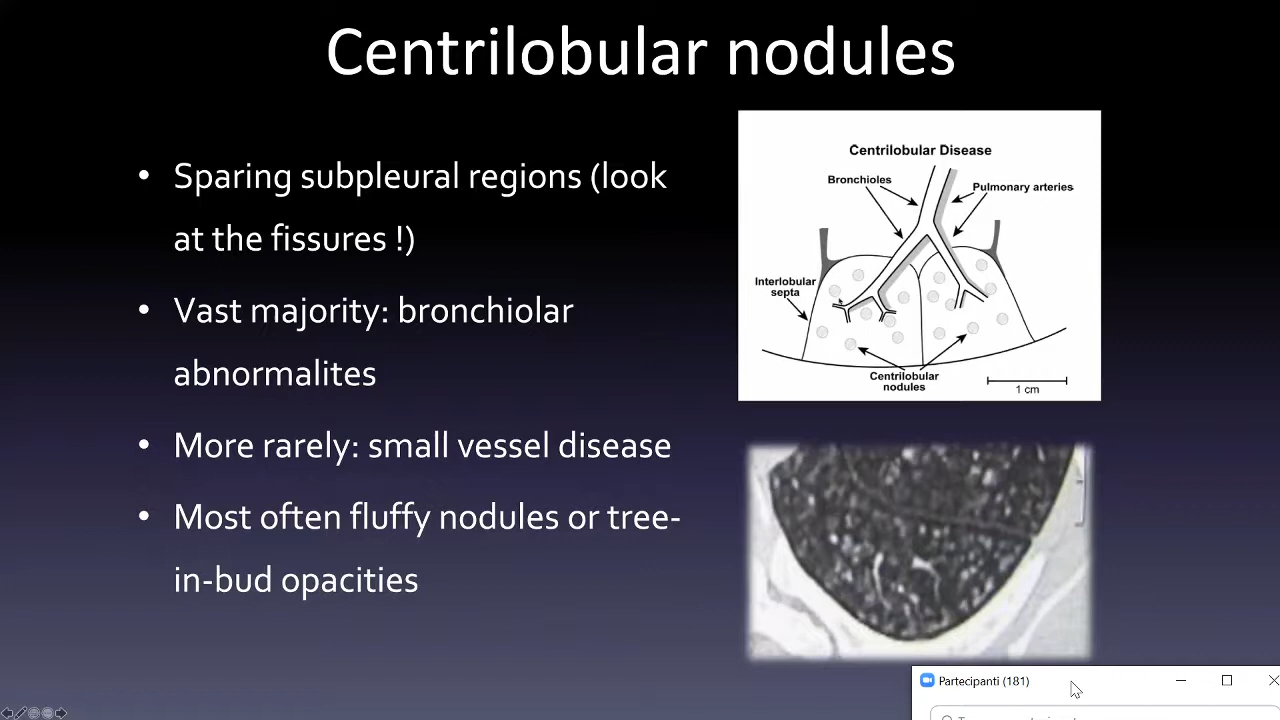 Centrilobular nodules
• Sparing subpleural regions (look
at the fissures !)
• Vast majority: bronchiolar
abnormalites
• More rarely: small vessel disease
• Most often fluffy nodules or tree-
in-bud opacities
Centrilobular Disease
Bronchioles
Pulmonary arteries
Interlobular
septa
Centrilobular
nodules
1 cm
Partecipanti (181)